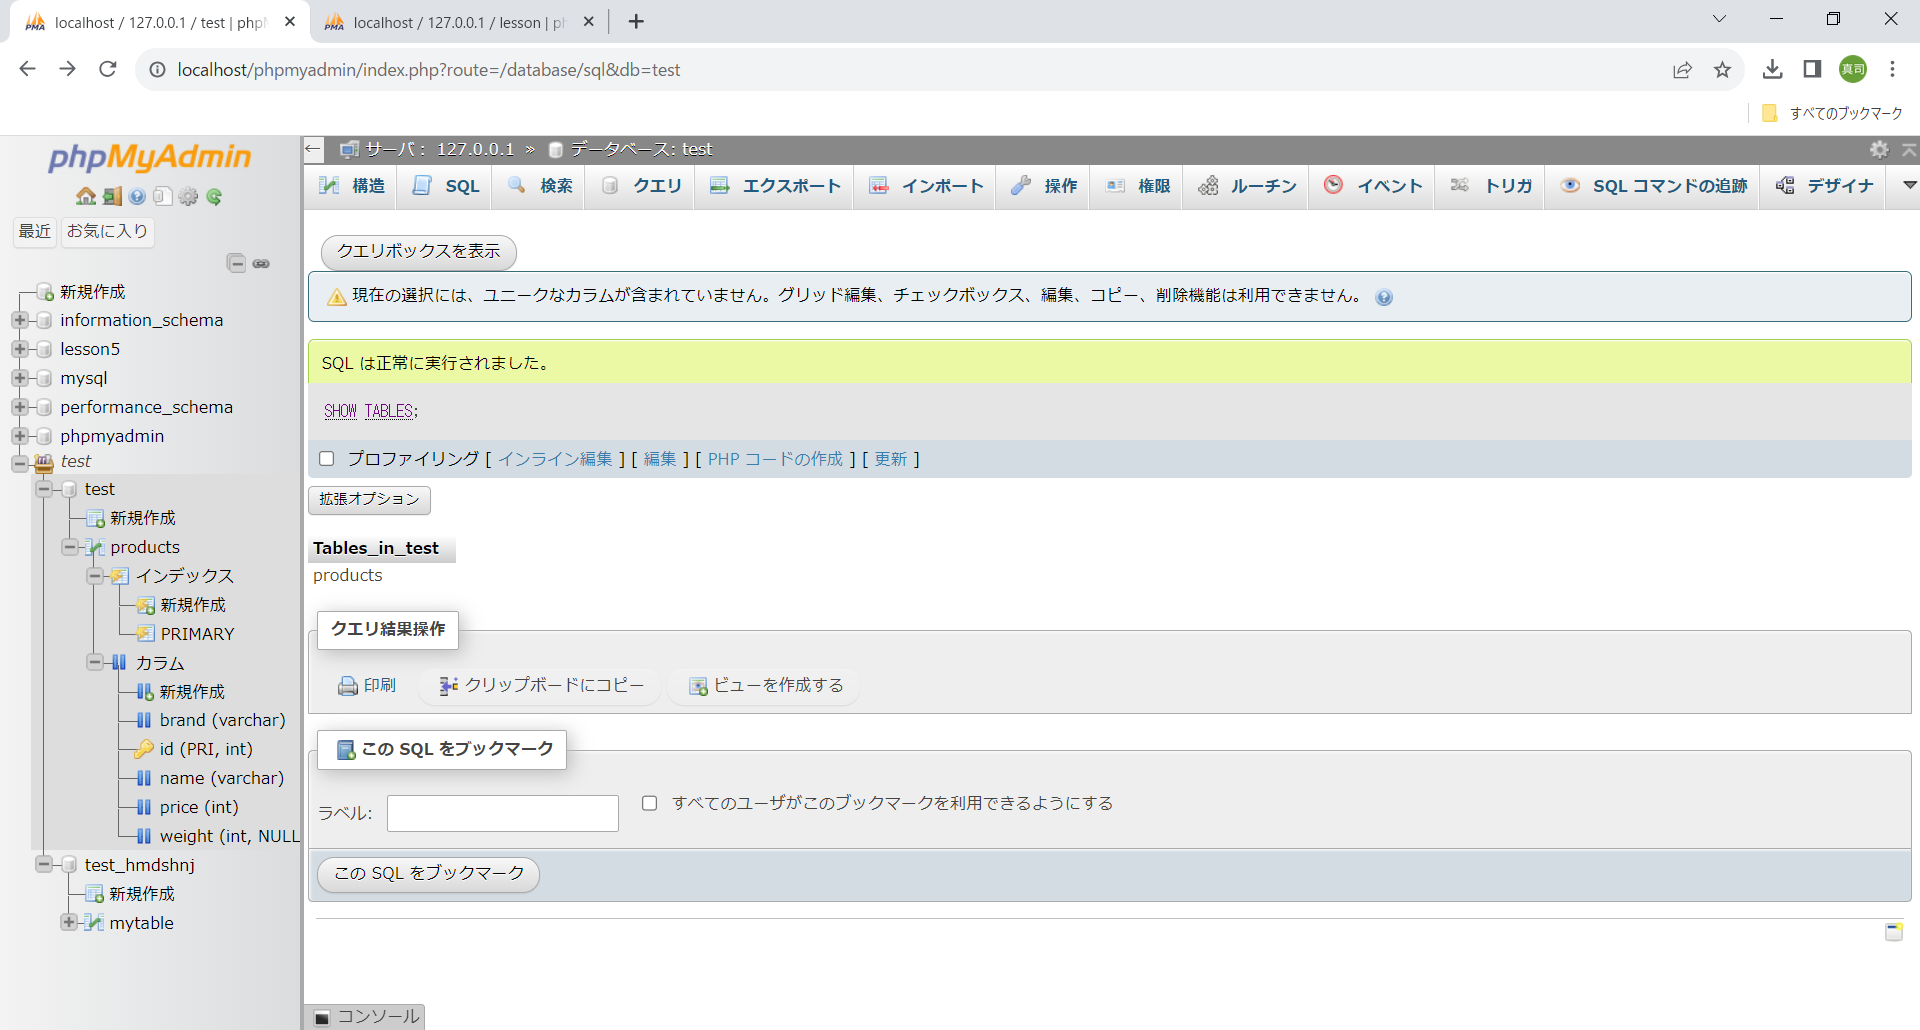 localhost / 127.0.0.1 / test | phpM
localhost / 127.0.0.1 / lesson | ph
localhost/phpmyadmin/index.php?route=/database/sql&db=test
真司
すべてのブックマーク
phpMyAdmin
最近
お気に入り
新規作成
information_schema
lesson5
mysql
performance_schema
phpmyadmin
test
test
新規作成
products
インデックス
新規作成
PRIMARY
カラム
新規作成
brand (varchar)
id (PRI, int)
name (varchar)
price (int)
weight (int, NULL
test_hmdshnj
新規作成
mytable
サーバ: 127.0.0.1 » データベース: test
構造
SQL
検索
クエリ
エクスポート
インポート
操作
権限
ルーチン
イベント
トリガ
SQL コマンドの追跡
デザイナ
クエリボックスを表示
現在の選択には、ユニークなカラムが含まれていません。グリッド編集、チェックボックス、編集、コピー、削除機能は利用できません。
SQL は正常に実行されました。
SHOW TABLES;
プロファイリング [ インライン編集 ] [ 編集 ] [ PHP コードの作成 ] [ 更新 ]
拡張オプション
Tables_in_test
products
クエリ結果操作
印刷
クリップボードにコピー
ビューを作成する
この SQL をブックマーク
ラベル:
すべてのユーザがこのブックマークを利用できるようにする
この SQL をブックマーク
コンソール